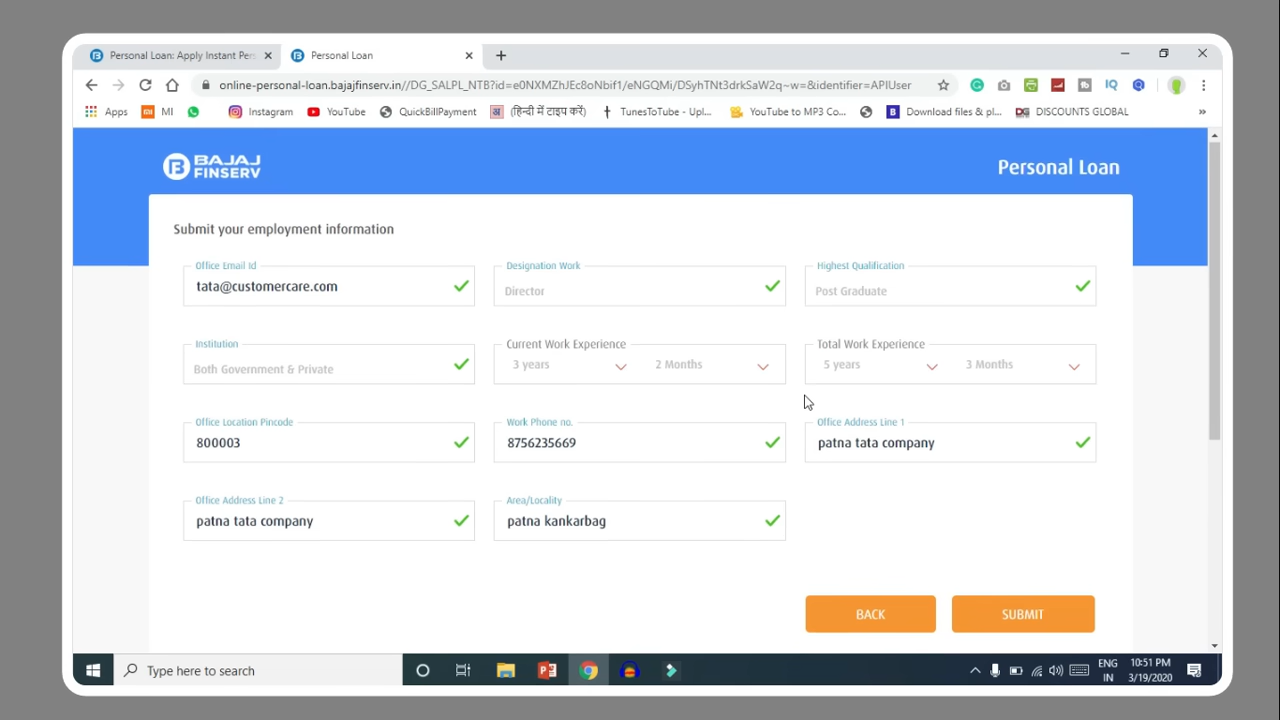 Personal Loan: Apply Instant Per
Personal Loan
online-personal-loan.bajajfinserv.in//DG_SALPL_NTB?id=e0NXMZhJEc8oNbif1/eNGQMi/DSyhTNt3drkSaW2q~w=&identifier=APIUser
Apps
MI
Instagram
YouTube
QuickBillPayment
अ
(हिन्दी में टाइप करें)
TunesToTube - Upl...
YouTube to MP3 Co...
Download files & pl...
DISCOUNTS GLOBAL
»
BAJAJ
FINSERV
Personal Loan
Submit your employment information
Office Email Id
tata@customercare.com
Designation Work
Director
Highest Qualification
Post Graduate
Institution
Both Government & Private
Current Work Experience
3 years
2 Months
Total Work Experience
5 years
3 Months
Office Location Pincode
800003
Work Phone no.
8756235669
Office Address Line 1
patna tata company
Office Address Line 2
patna tata company
Area/Locality
patna kankarbag
BACK
SUBMIT
Type here to search
ENG
IN
10:51 PM
3/19/2020